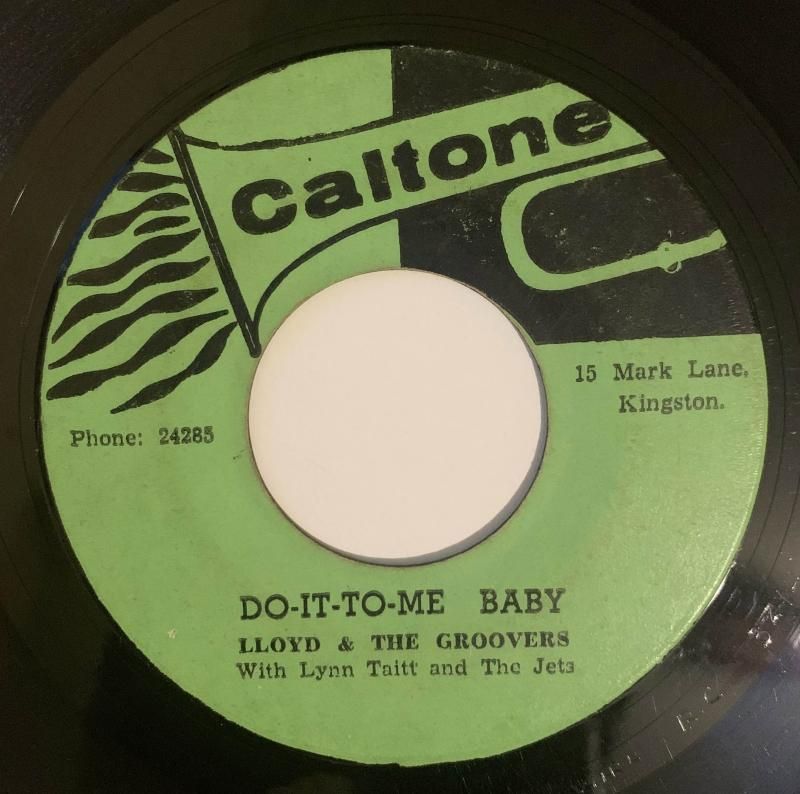 Caltone
15 Mark Lane,
Kingston.
Phone: 24285
DO-IT-TO-ME BABY
LLOYD & THE GROOVERS
With Lynn Taitt and The Jets